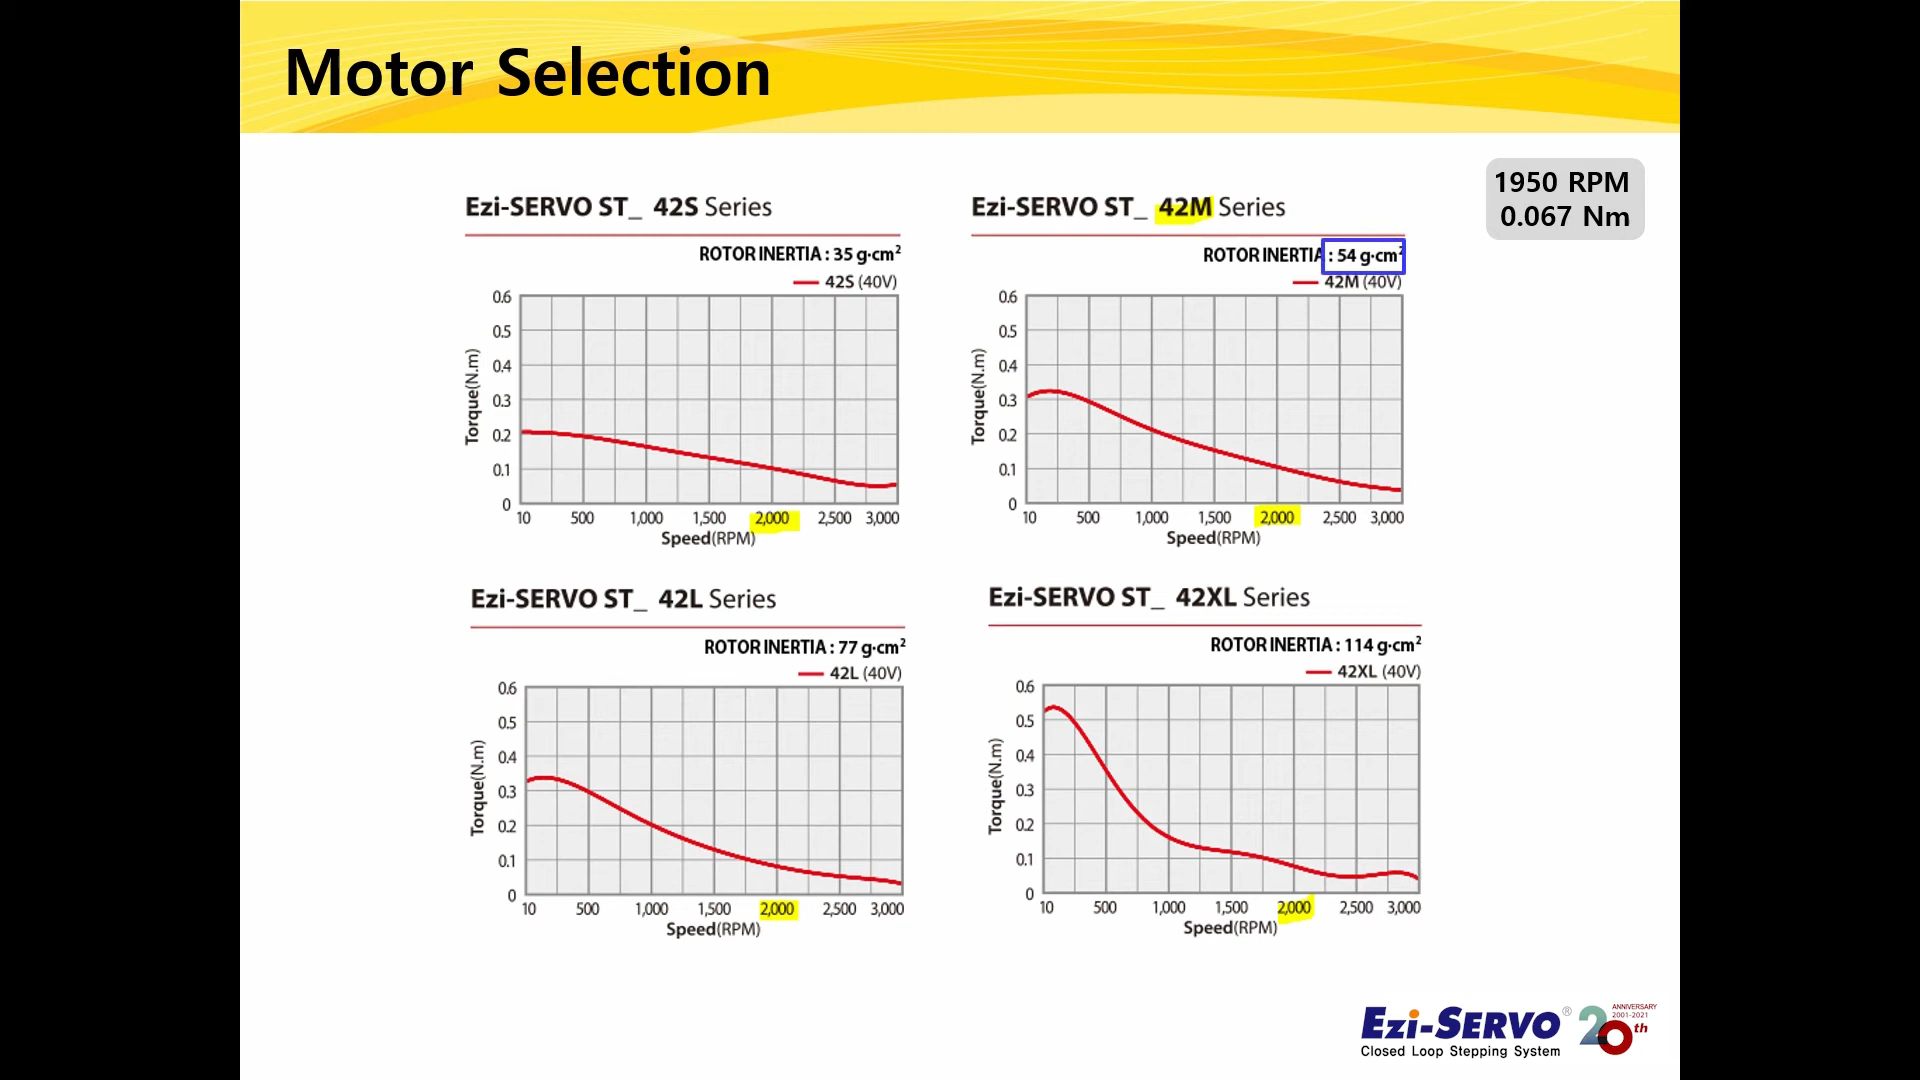 Motor Selection
1950 RPM
0.067 Nm
Ezi-SERVO ST_ 42S Series
ROTOR INERTIA : 35 g·cm²
42S (40V)
0.6
0.5
0.4
0.3
0.2
0.1
0
Torque(N.m)
10 500 1,000 1,500 2,000 2,500 3,000
Speed(RPM)
Ezi-SERVO ST_ 42M Series
ROTOR INERTIA : 54 g·cm²
42M (40V)
0.6
0.5
0.4
0.3
0.2
0.1
0
Torque(N.m)
10 500 1,000 1,500 2,000 2,500 3,000
Speed(RPM)
Ezi-SERVO ST_ 42L Series
ROTOR INERTIA : 77 g·cm²
42L (40V)
0.6
0.5
0.4
0.3
0.2
0.1
0
Torque(N.m)
10 500 1,000 1,500 2,000 2,500 3,000
Speed(RPM)
Ezi-SERVO ST_ 42XL Series
ROTOR INERTIA : 114 g·cm²
42XL (40V)
0.6
0.5
0.4
0.3
0.2
0.1
0
Torque(N.m)
10 500 1,000 1,500 2,000 2,500 3,000
Speed(RPM)
Ezi-SERVO®
Closed Loop Stepping System
ANNIVERSARY
2001-2021
20th